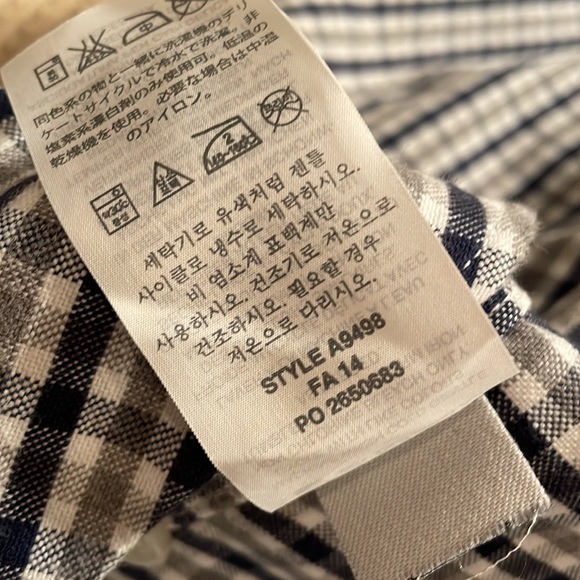 同色系の物と一緒に洗濯機のデリ
ケートサイクルで冷水で洗濯。非
塩素系漂白剤のみ使用可。低温の
乾燥機を使用。必要な場合は中温
のアイロン。
세탁기로 유색처럼 젠틀
사이클로 냉수로 세탁하시오.
비 염소계 표백제만
사용하시오. 건조기로 저온으로
건조하시오. 필요할 경우
저온으로 다리시오.
STYLE A9498
FA 14
PO 2650683